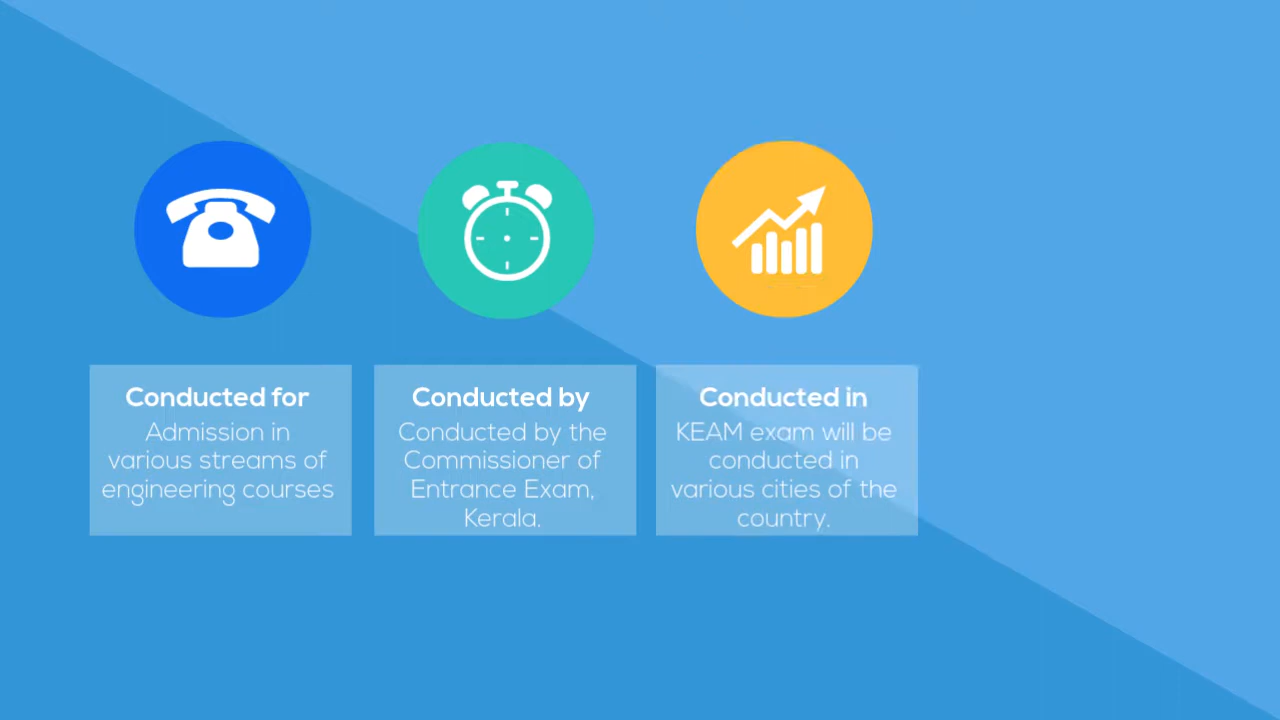 Conducted for
Admission in
various streams of
engineering courses
Conducted by
Conducted by the
Commissioner of
Entrance Exam,
Kerala.
Conducted in
KEAM exam will be
conducted in
various cities of the
country.